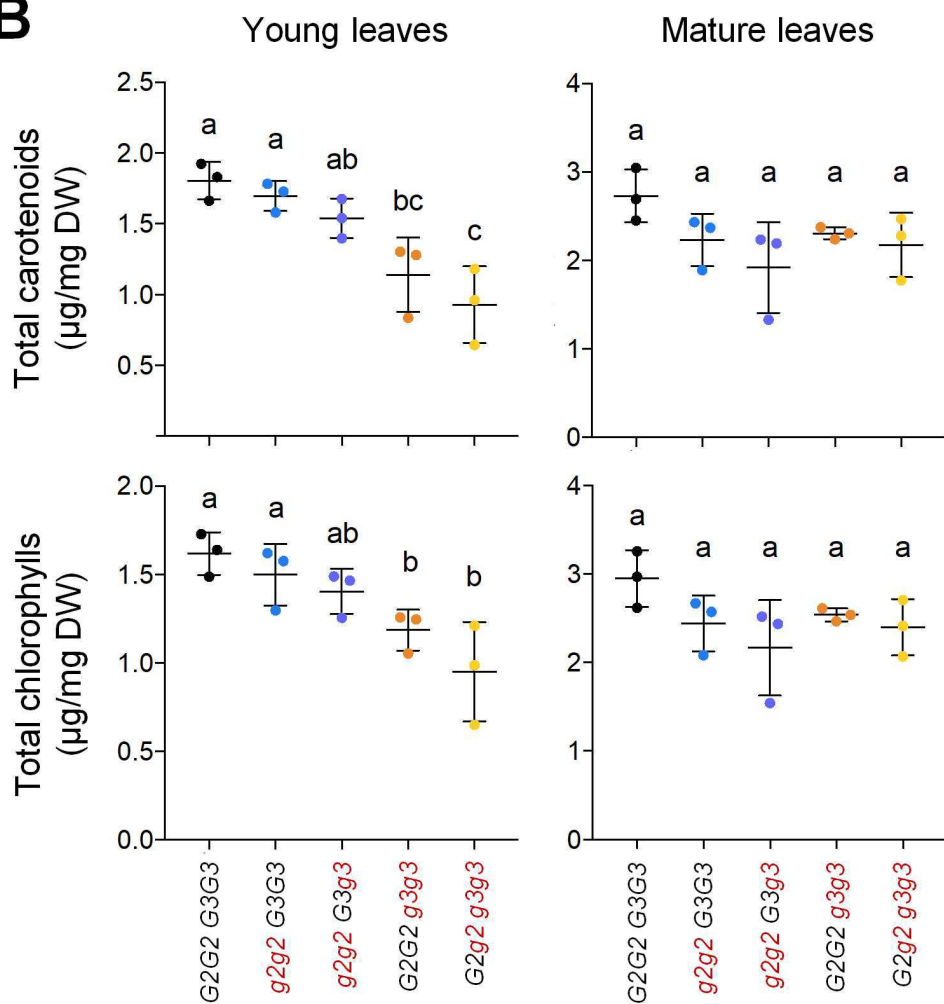 B
Young leaves
Mature leaves
Total carotenoids
(µg/mg DW)
2.5
2.0
1.5
1.0
0.5
a
a
ab
bc
c
4
3
2
1
0
a
a
a
a
a
Total chlorophylls
(µg/mg DW)
2.0
1.5
1.0
0.5
0.0
a
a
ab
b
b
4
3
2
1
0
a
a
a
a
a
G2G2 G3G3
g2g2 G3G3
g2g2 G3g3
G2G2 g3g3
G2g2 g3g3
G2G2 G3G3
g2g2 G3G3
g2g2 G3g3
G2G2 g3g3
G2g2 g3g3